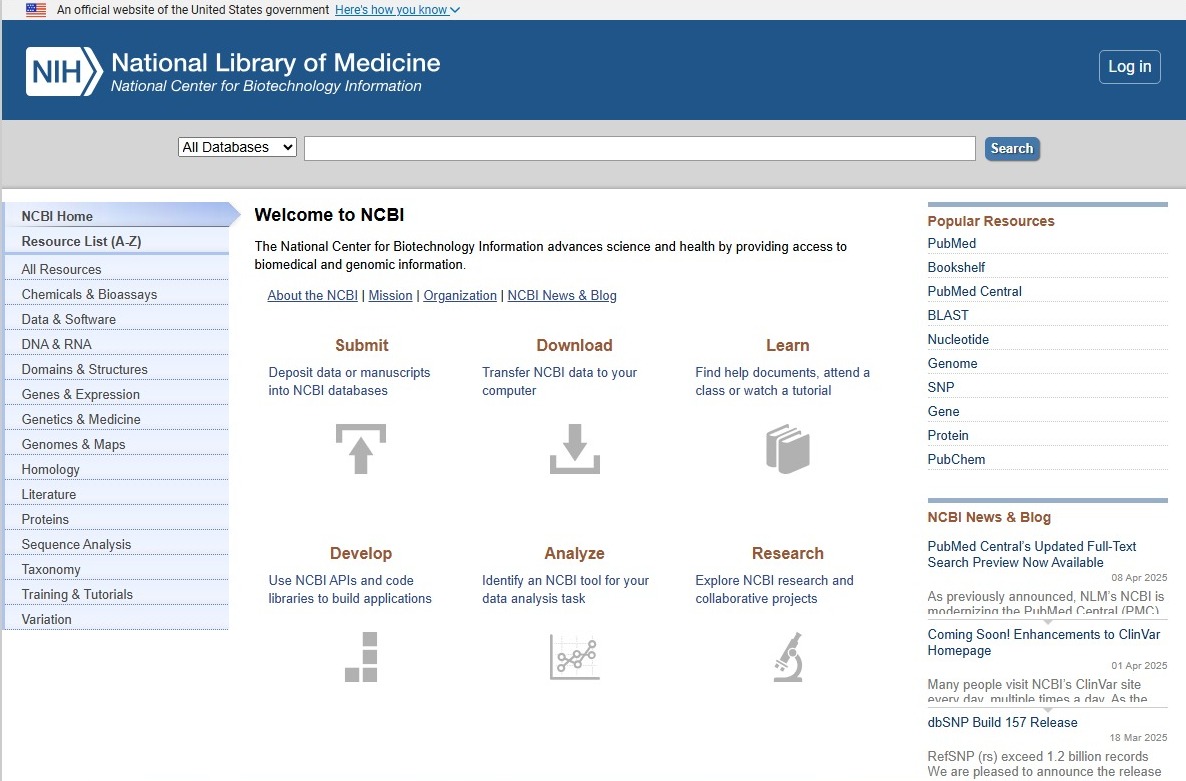 An official website of the United States government Here's how you know
NIH
National Library of Medicine
National Center for Biotechnology Information
Log in
All Databases
Search
NCBI Home
Resource List (A-Z)
All Resources
Chemicals & Bioassays
Data & Software
DNA & RNA
Domains & Structures
Genes & Expression
Genetics & Medicine
Genomes & Maps
Homology
Literature
Proteins
Sequence Analysis
Taxonomy
Training & Tutorials
Variation
Welcome to NCBI
The National Center for Biotechnology Information advances science and health by providing access to
biomedical and genomic information.
About the NCBI | Mission | Organization | NCBI News & Blog
Submit
Deposit data or manuscripts
into NCBI databases
Download
Transfer NCBI data to your
computer
Learn
Find help documents, attend a
class or watch a tutorial
Develop
Use NCBI APIs and code
libraries to build applications
Analyze
Identify an NCBI tool for your
data analysis task
Research
Explore NCBI research and
collaborative projects
Popular Resources
PubMed
Bookshelf
PubMed Central
BLAST
Nucleotide
Genome
SNP
Gene
Protein
PubChem
NCBI News & Blog
PubMed Central's Updated Full-Text
Search Preview Now Available
08 Apr 2025
As previously announced, NLM's NCBI is
modernizing the PubMed Central (PMC)
Coming Soon! Enhancements to ClinVar
Homepage
01 Apr 2025
Many people visit NCBI's ClinVar site
every day, multiple times a day. As the
dbSNP Build 157 Release
18 Mar 2025
RefSNP (rs) exceed 1.2 billion records
We are pleased to announce the release